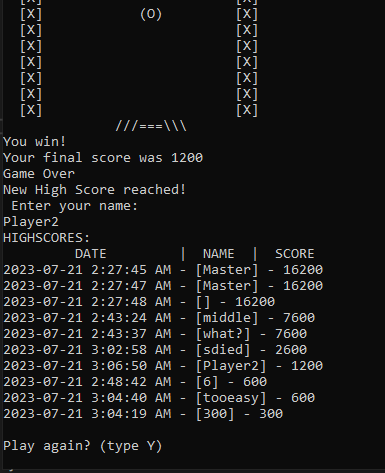 [X] [X]
[X] (O) [X]
[X] [X]
[X] [X]
[X] [X]
[X] [X]
[X] [X]
[X] [X]
///===\\\
You win!
Your final score was 1200
Game Over
New High Score reached!
Enter your name:
Player2
HIGHSCORES:
DATE | NAME | SCORE
2023-07-21 2:27:45 AM - [Master] - 16200
2023-07-21 2:27:47 AM - [Master] - 16200
2023-07-21 2:27:48 AM - [] - 16200
2023-07-21 2:43:24 AM - [middle] - 7600
2023-07-21 2:43:37 AM - [what?] - 7600
2023-07-21 3:02:58 AM - [sdied] - 2600
2023-07-21 3:06:50 AM - [Player2] - 1200
2023-07-21 2:48:42 AM - [6] - 600
2023-07-21 3:04:40 AM - [tooeasy] - 600
2023-07-21 3:04:19 AM - [300] - 300
Play again? (type Y)